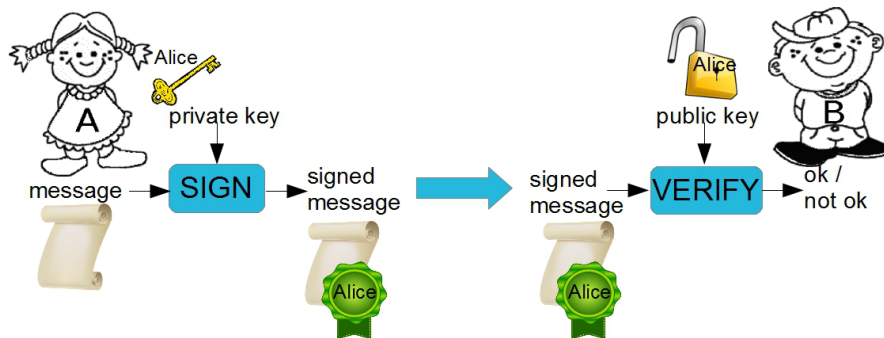 Alice
A
private key
message
SIGN
signed
message
Alice
Alice
B
public key
signed
message
VERIFY
ok /
not ok
Alice